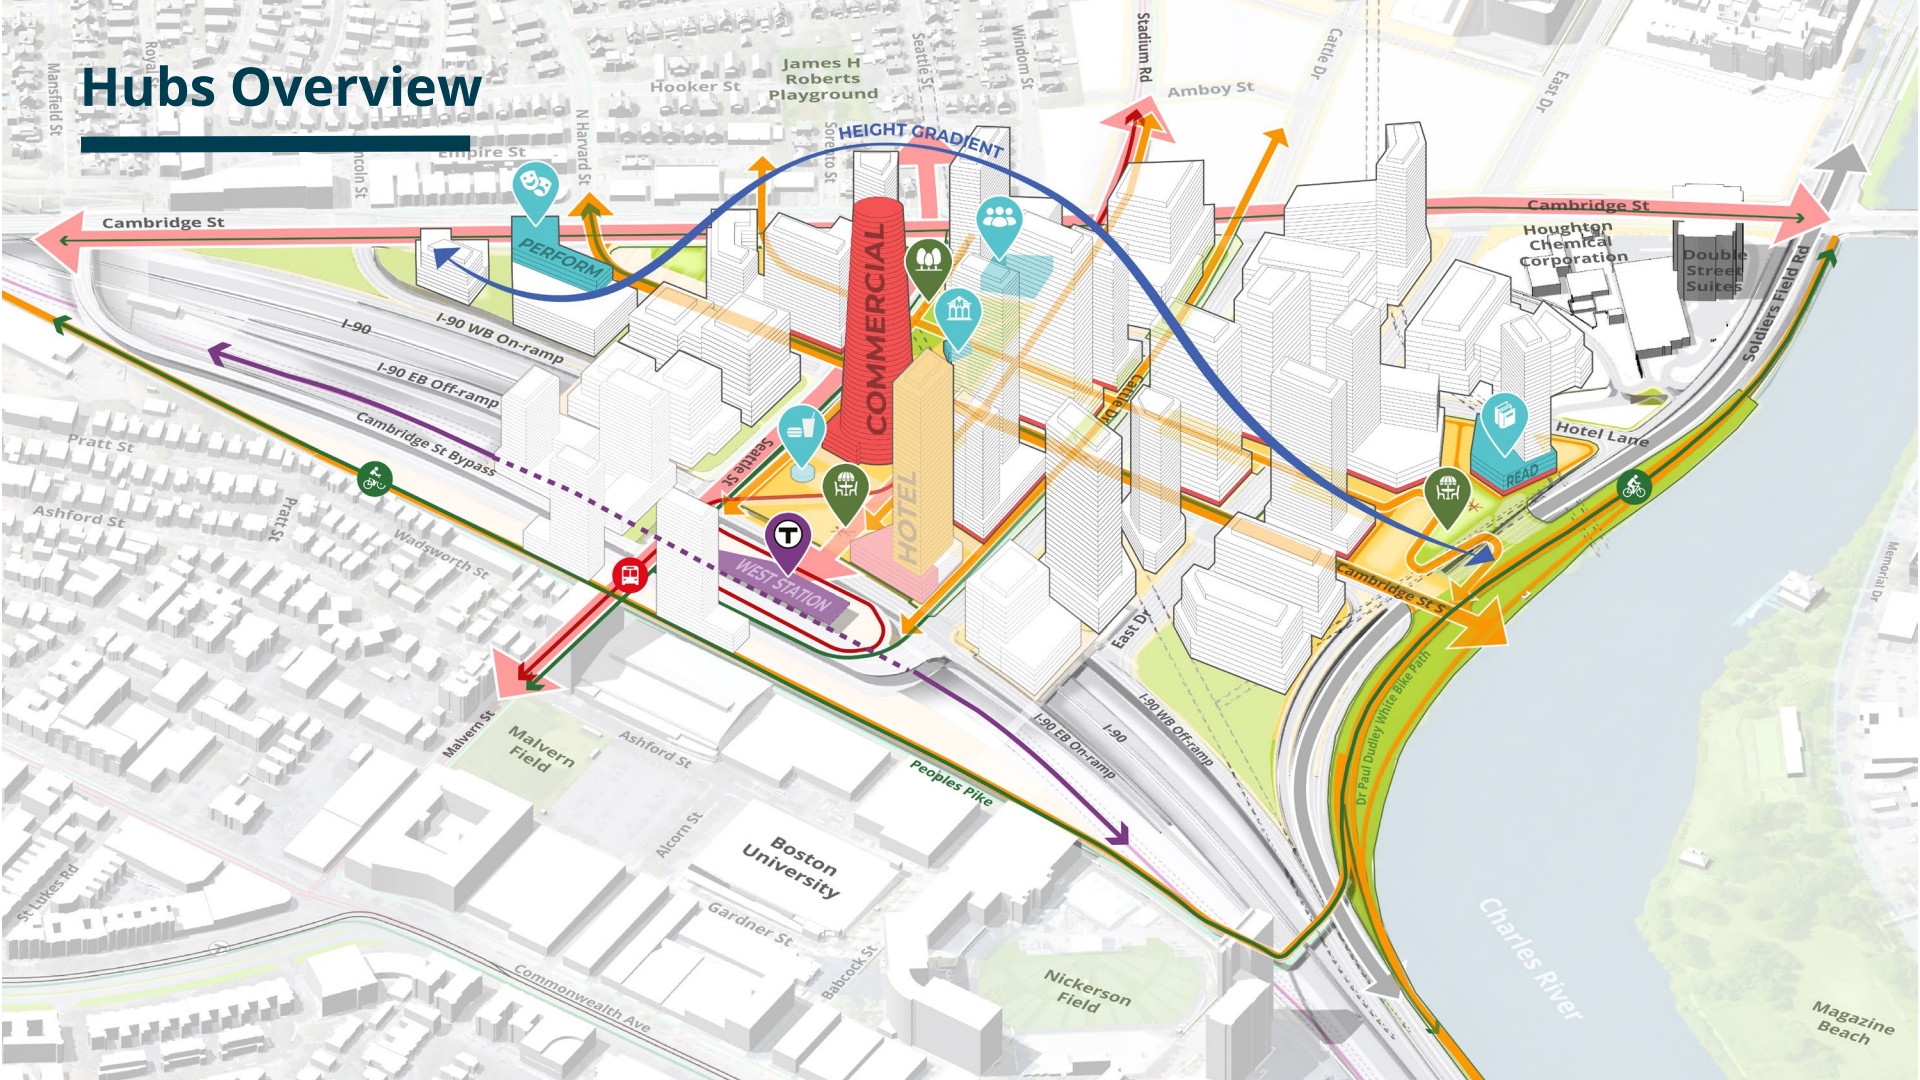 Hubs Overview
Mansfield St
Hooker St
James H
Roberts
Playground
Seattle St
Windom St
Stadium Rd
Amboy St
Cattle Dr
East Dr
Empire St
N Harvard St
HEIGHT GRADIENT
Cambridge St
Cambridge St
PERFORM
COMMERCIAL
Houghton
Chemical
Corporation
Double
Street
Suites
Soldiers Field Rd
I-90
I-90 WB On-ramp
I-90 EB Off-ramp
Cambridge St Bypass
Cattle Dr
Seattle St
Hotel Lane
READ
HOTEL
T
WEST STATION
Pratt St
Pratt St
Ashford St
Wadsworth St
Cambridge St S
East Dr
Memorial Dr
Malvern St
Malvern
Field
Ashford St
Peoples Pike
I-90 EB On-ramp
I-90
I-90 WB Off-ramp
Dr Paul Dudley White Bike Path
Alcorn St
Boston
University
St Lukes Rd
Gardner St
Babcock St
Commonwealth Ave
Nickerson
Field
Charles River
Magazine
Beach